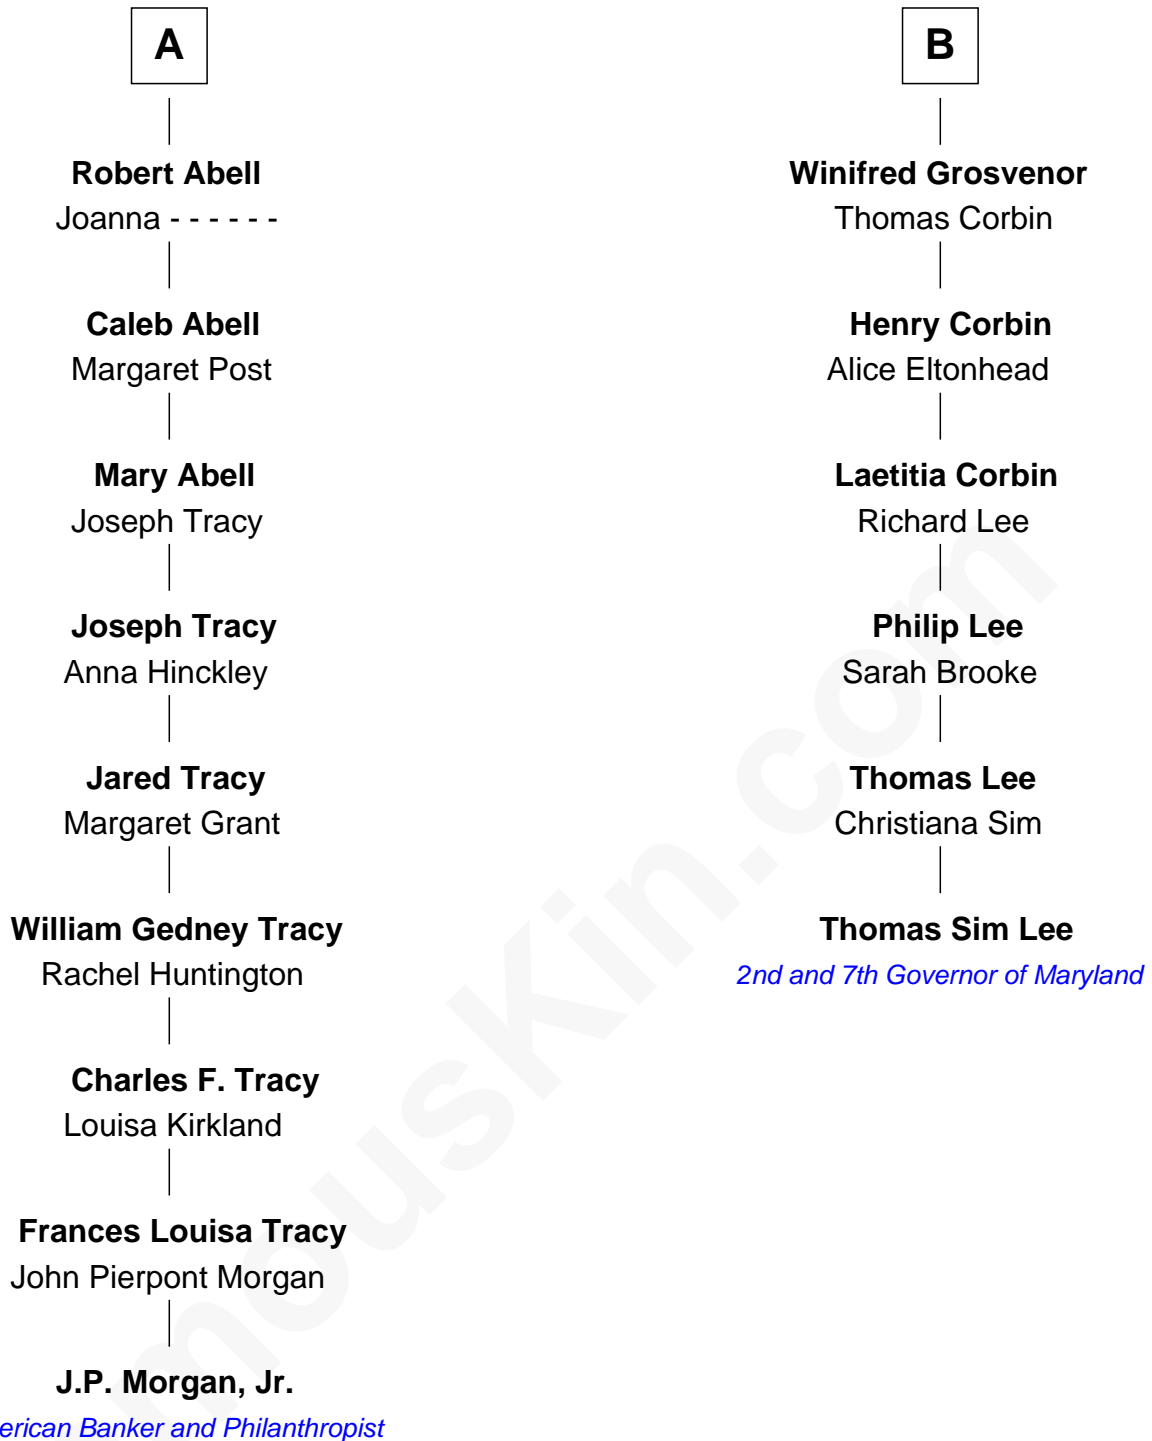 A
Robert Abell
Joanna - - - - - -
Caleb Abell
Margaret Post
Mary Abell
Joseph Tracy
Joseph Tracy
Anna Hinckley
Jared Tracy
Margaret Grant
William Gedney Tracy
Rachel Huntington
Charles F. Tracy
Louisa Kirkland
Frances Louisa Tracy
John Pierpont Morgan
J.P. Morgan, Jr.
erican Banker and Philanthropist
B
Winifred Grosvenor
Thomas Corbin
Henry Corbin
Alice Eltonhead
Laetitia Corbin
Richard Lee
Philip Lee
Sarah Brooke
Thomas Lee
Christiana Sim
Thomas Sim Lee
2nd and 7th Governor of Maryland
mouskin.com